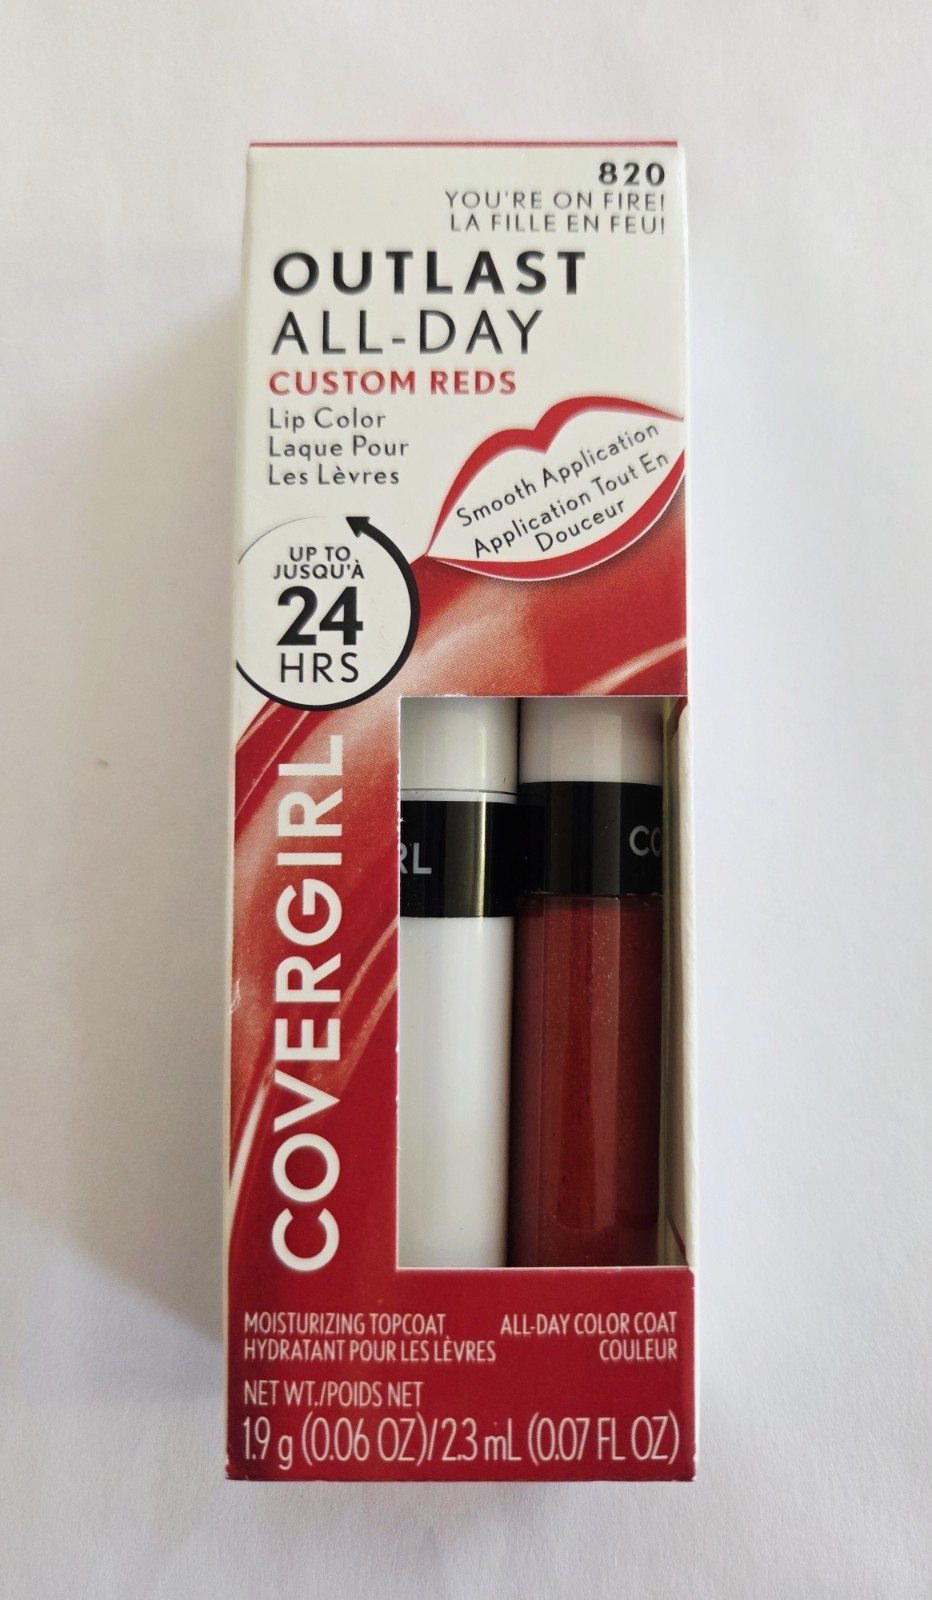 820
YOU'RE ON FIRE!
LA FILLE EN FEU!
OUTLAST
ALL-DAY
CUSTOM REDS
Lip Color
Laque Pour
Les Lèvres
Smooth Application
Application Tout En
Douceur
UP TO
JUSQU'À
24
HRS
COVERGIRL
RL
CO
MOISTURIZING TOPCOAT
HYDRATANT POUR LES LÈVRES
ALL-DAY COLOR COAT
COULEUR
NET WT./POIDS NET
1.9 g (0.06 OZ)/2.3 mL (0.07 FL OZ)